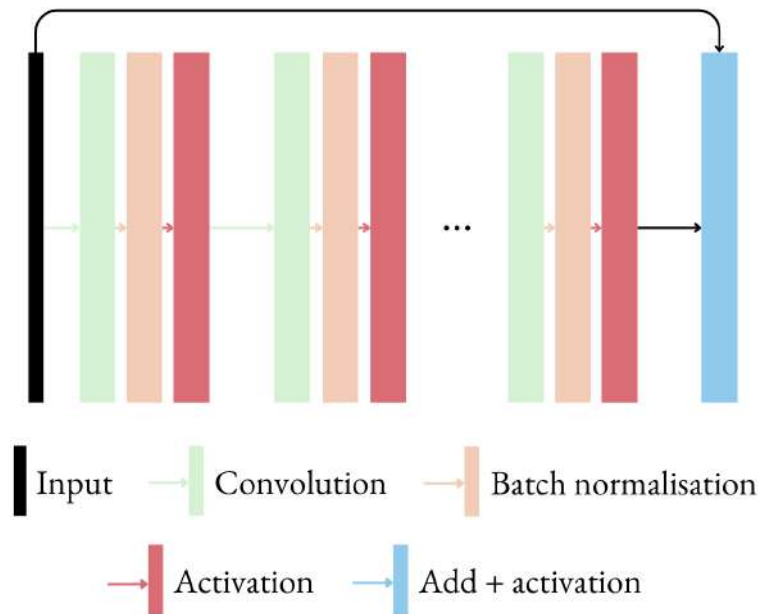 ...
Input Convolution Batch normalisation
Activation Add + activation